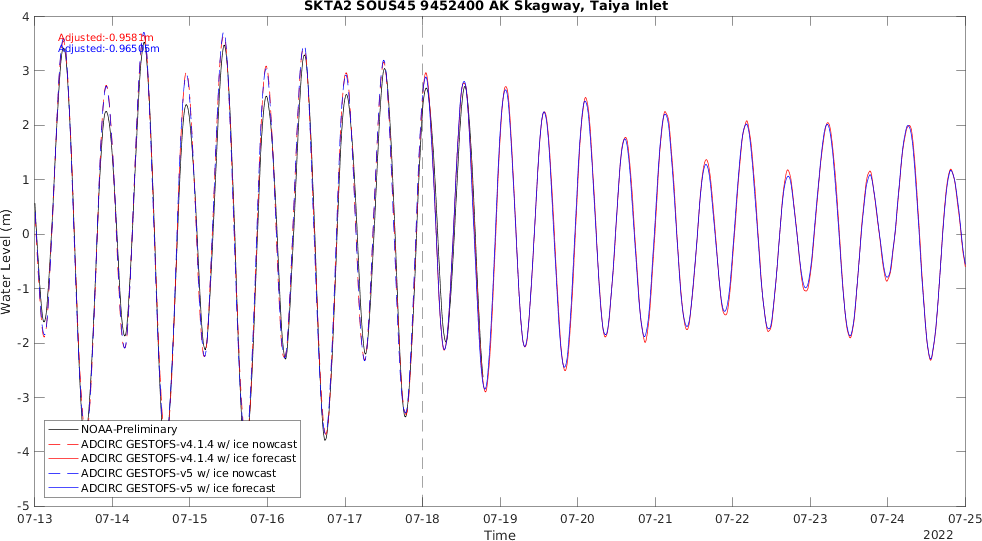 SKTA2 SOUS45 9452400 AK Skagway, Taiya Inlet
Adjusted:-0.9581m
Adjusted:-0.96505m
4
3
2
1
0
-1
-2
-3
-4
-5
Water Level (m)
NOAA-Preliminary
ADCIRC GESTOFS-v4.1.4 w/ ice nowcast
ADCIRC GESTOFS-v4.1.4 w/ ice forecast
ADCIRC GESTOFS-v5 w/ ice nowcast
ADCIRC GESTOFS-v5 w/ ice forecast
07-13 07-14 07-15 07-16 07-17 07-18 07-19 07-20 07-21 07-22 07-23 07-24 07-25
Time
2022